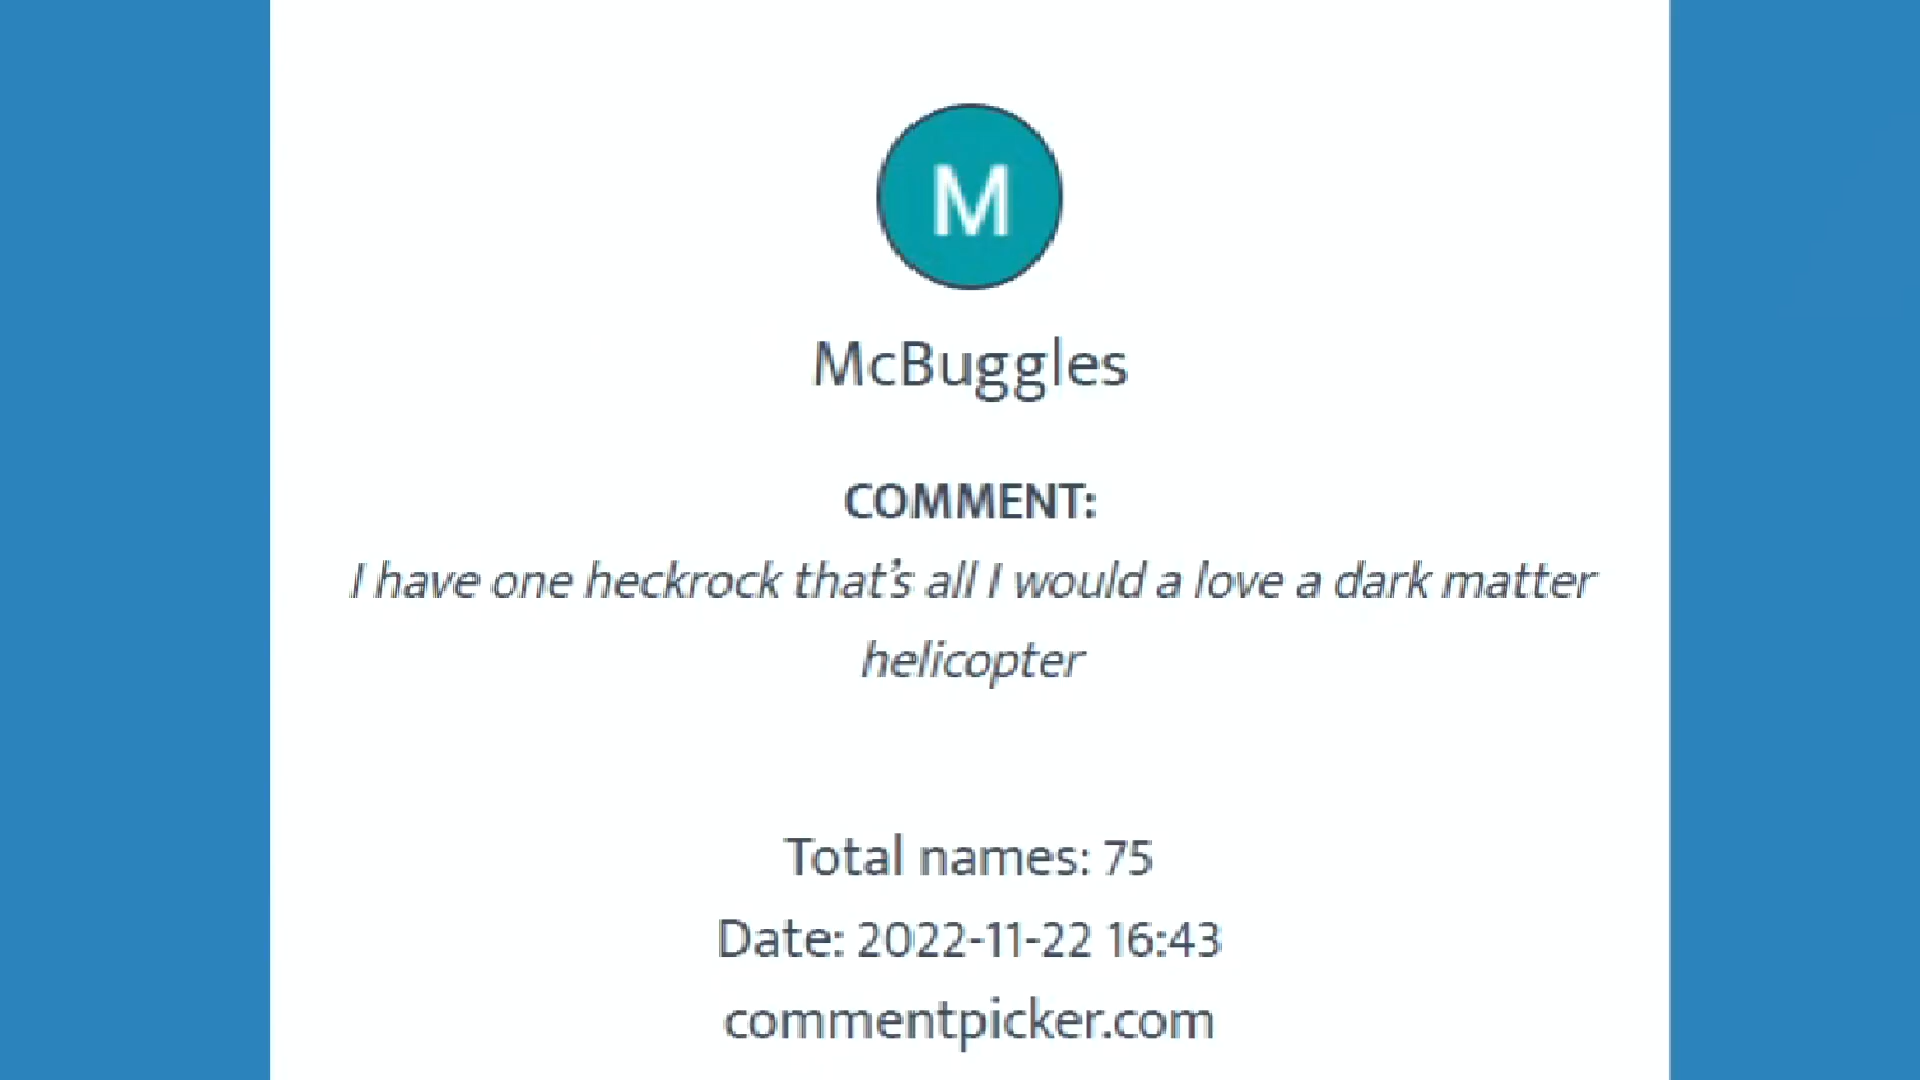 M
McBuggles
COMMENT:
I have one heckrock that's all I would a love a dark matter
helicopter
Total names: 75
Date: 2022-11-22 16:43
commentpicker.com